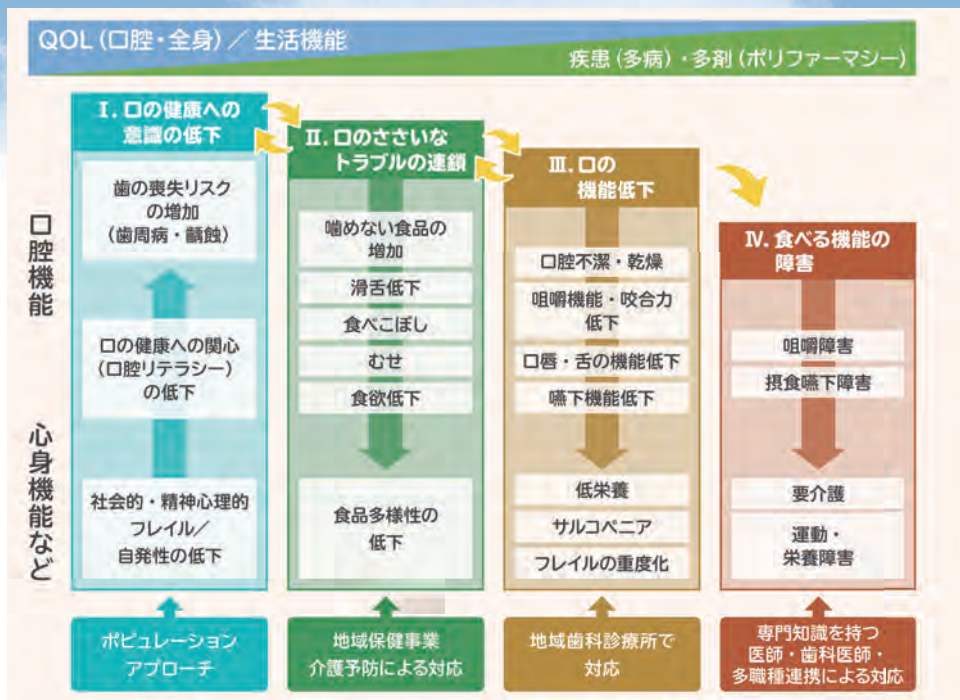 QOL（口腔・全身）／生活機能
疾患（多病）・多剤（ポリファーマシー）
口腔機能
心身機能など
Ⅰ. 口の健康への
意識の低下
歯の喪失リスク
の増加
（歯周病・齲蝕）
口の健康への関心
（口腔リテラシー）
の低下
社会的・精神心理的
フレイル／
自発性の低下
ポピュレーション
アプローチ
Ⅱ. 口のささいな
トラブルの連鎖
噛めない食品の
増加
滑舌低下
食べこぼし
むせ
食欲低下
食品多様性の
低下
地域保健事業
介護予防による対応
Ⅲ. 口の
機能低下
口腔不潔・乾燥
咀嚼機能・咬合力
低下
口唇・舌の機能低下
嚥下機能低下
低栄養
サルコペニア
フレイルの重度化
地域歯科診療所で
対応
Ⅳ. 食べる機能の
障害
咀嚼障害
摂食嚥下障害
要介護
運動・
栄養障害
専門知識を持つ
医師・歯科医師・
多職種連携による対応